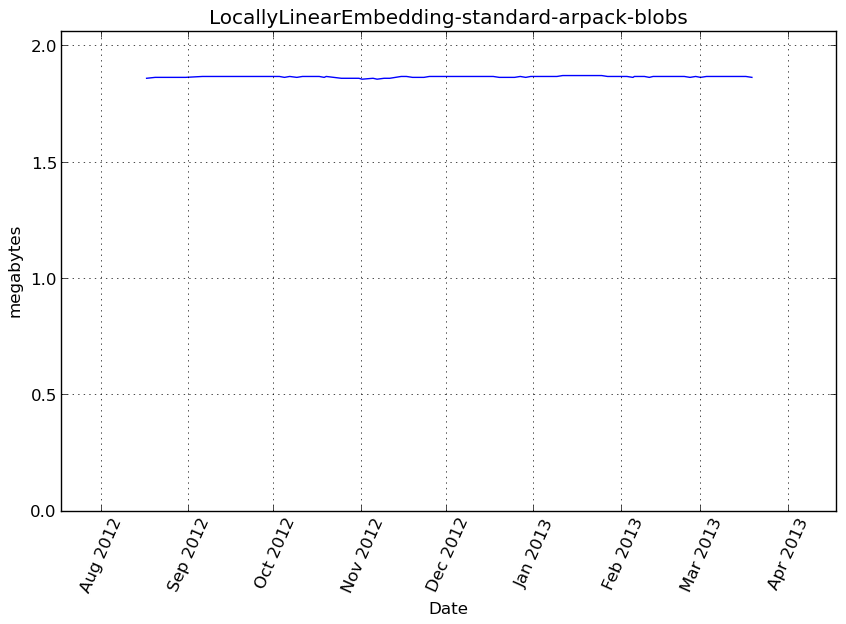 LocallyLinearEmbedding-standard-arpack-blobs
2.0
1.5
1.0
0.5
0.0
megabytes
Aug 2012
Sep 2012
Oct 2012
Nov 2012
Dec 2012
Jan 2013
Feb 2013
Mar 2013
Apr 2013
Date